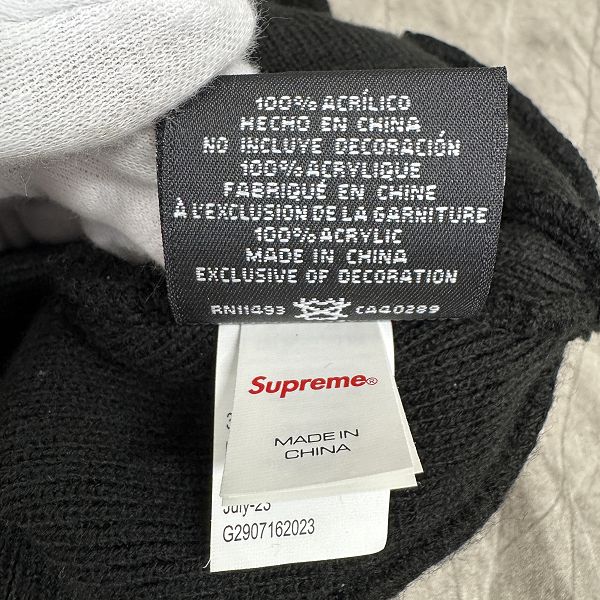 100% ACRÍLICO
HECHO EN CHINA
NO INCLUYE DECORACIÓN
100% ACRYLIQUE
FABRIQUÉ EN CHINE
À L'EXCLUSION DE LA GARNITURE
100% ACRYLIC
MADE IN CHINA
EXCLUSIVE OF DECORATION
RN11493 CA40289
Supreme®
MADE IN
CHINA
July-23
G2907162023